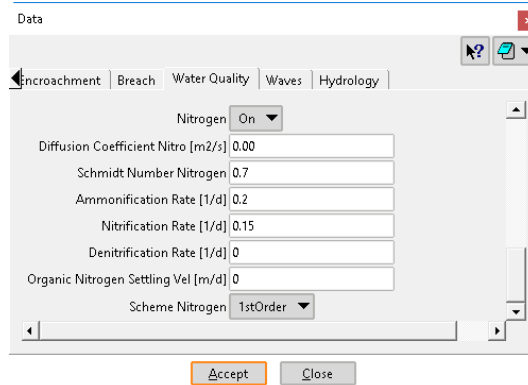 Data
Encroachment Breach Water Quality Waves Hydrology
Nitrogen On
Diffusion Coefficient Nitro [m2/s] 0.00
Schmidt Number Nitrogen 0.7
Ammonification Rate [1/d] 0.2
Nitrification Rate [1/d] 0.15
Denitrification Rate [1/d] 0
Organic Nitrogen Settling Vel [m/d] 0
Scheme Nitrogen 1stOrder
Accept Close